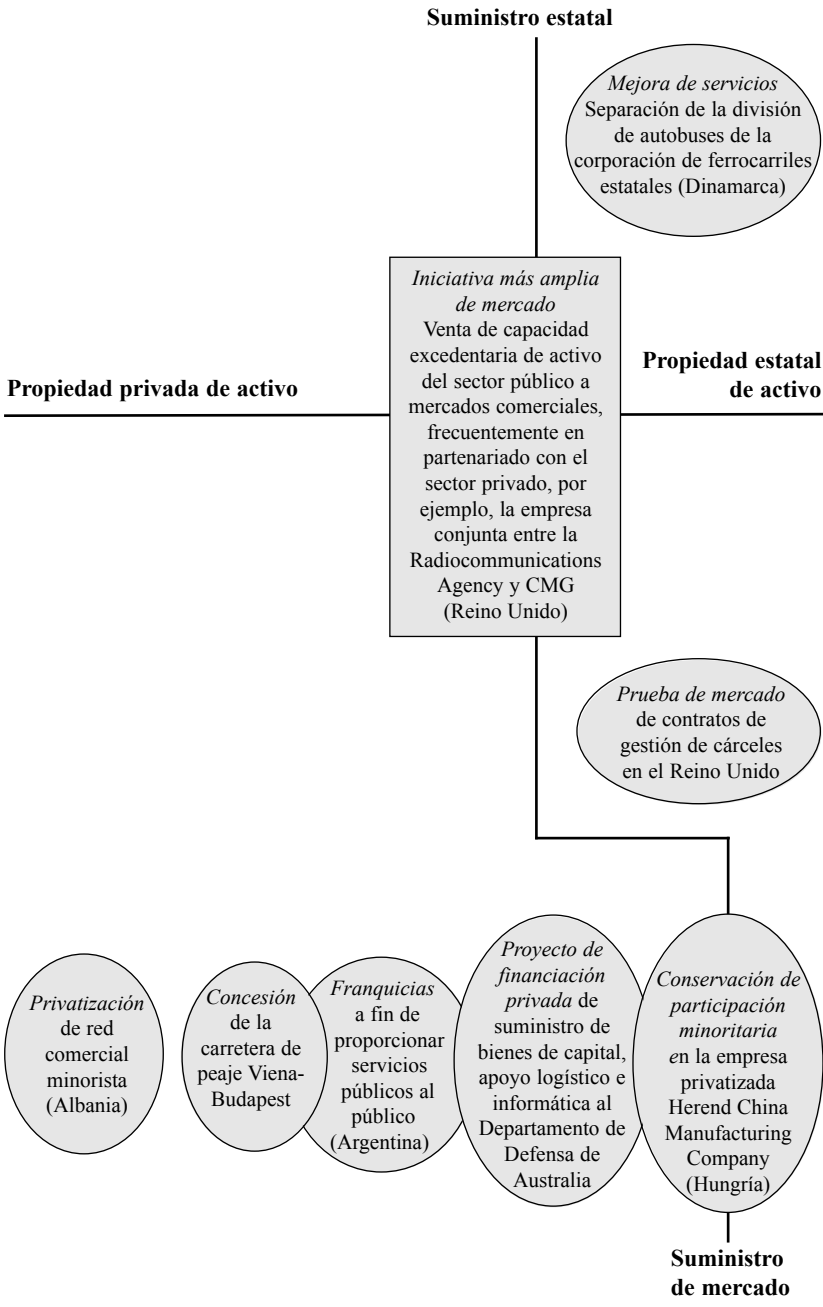 Suministro estatal
Mejora de servicios
Separación de la división
de autobuses de la
corporación de ferrocarriles
estatales (Dinamarca)
Iniciativa más amplia
de mercado
Venta de capacidad
excedentaria de activo
del sector público a
mercados comerciales,
frecuentemente en
partenariado con el
sector privado, por
ejemplo, la empresa
conjunta entre la
Radiocommunications
Agency y CMG
(Reino Unido)
Propiedad privada de activo
Propiedad estatal
de activo
Prueba de mercado
de contratos de
gestión de cárceles
en el Reino Unido
Privatización
de red
comercial
minorista
(Albania)
Concesión
de la
carretera de
peaje Viena-
Budapest
Franquicias
a fin de
proporcionar
servicios
públicos al
público
(Argentina)
Proyecto de
financiación
privada de
suministro de
bienes de capital,
apoyo logístico e
informática al
Departamento de
Defensa de
Australia
Conservación de
participación
minoritaria
en la empresa
privatizada
Herend China
Manufacturing
Company
(Hungría)
Suministro
de mercado